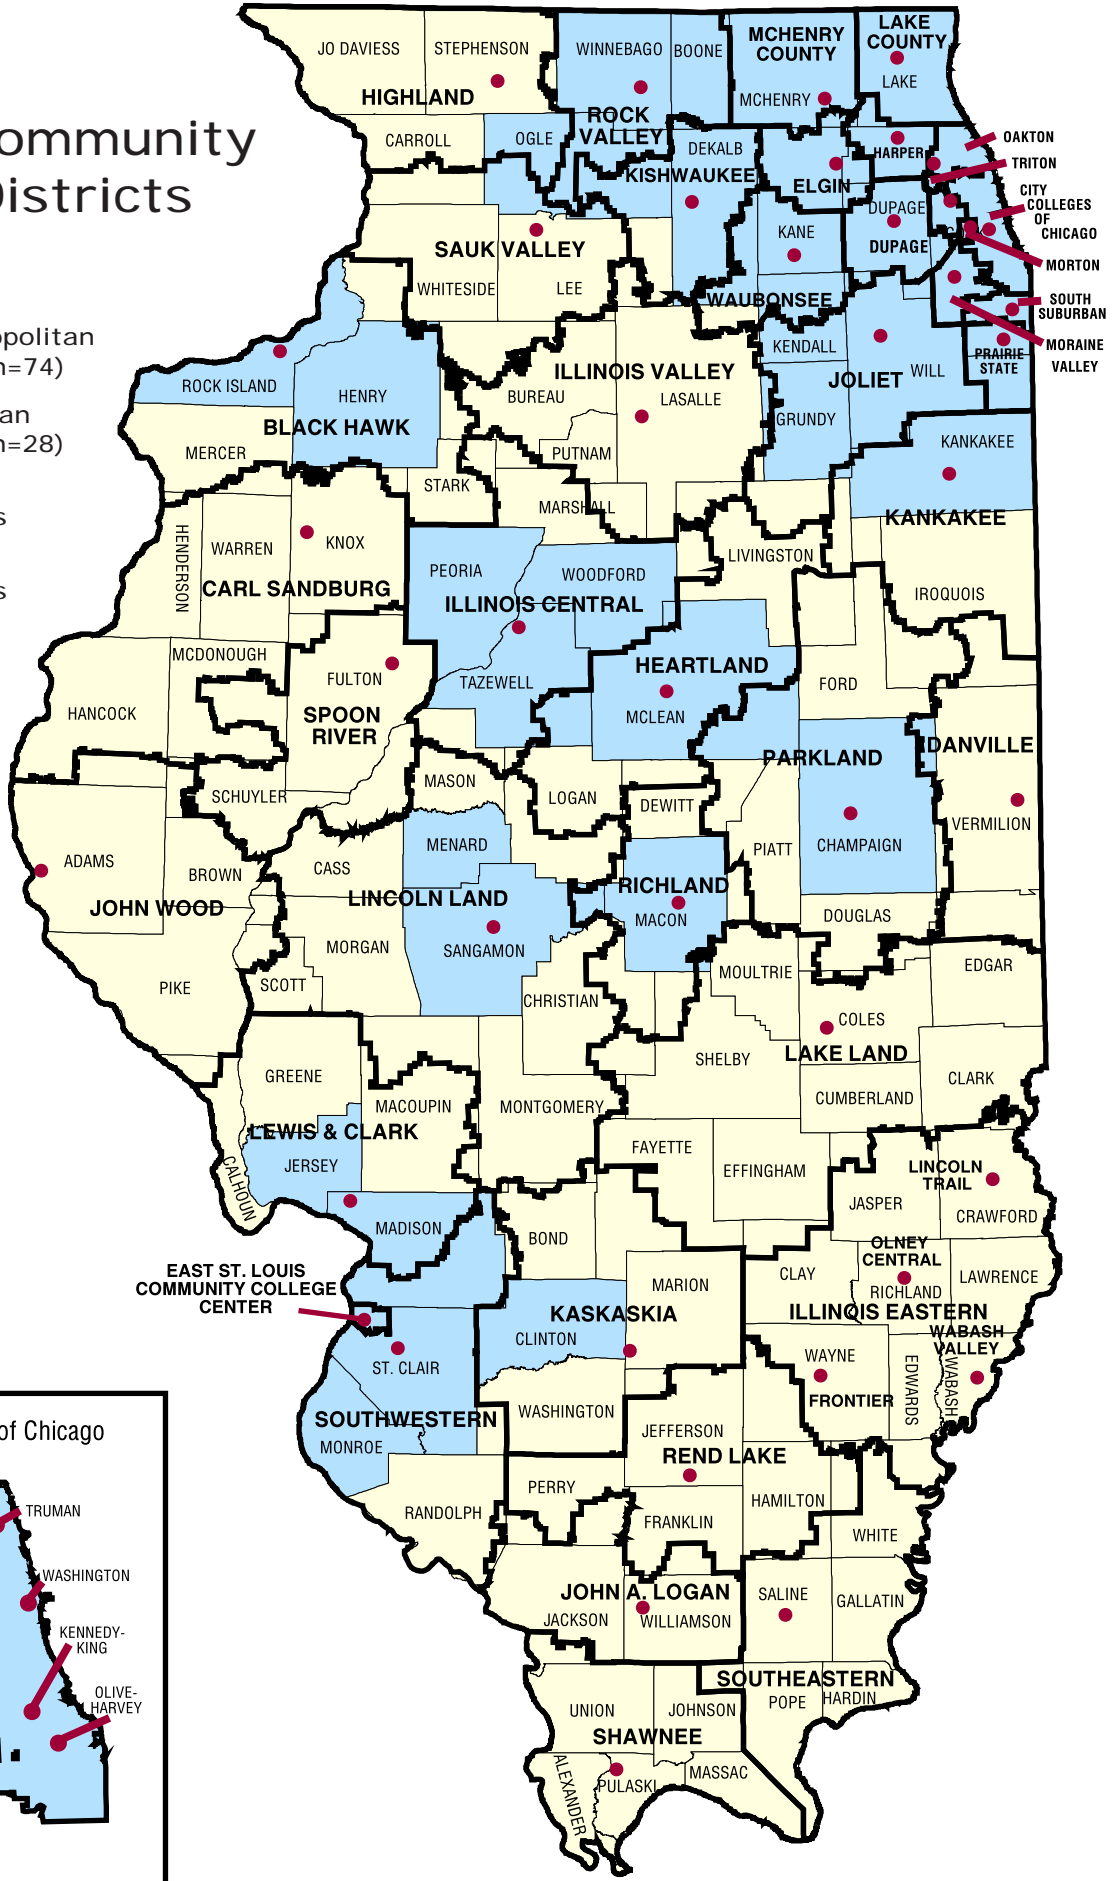 ommunity
istricts
opolitan
n=74)
an
n=28)
s
s
JO DAVIESS
STEPHENSON
HIGHLAND
CARROLL
WINNEBAGO
BOONE
ROCK
VALLEY
OGLE
MCHENRY
COUNTY
MCHENRY
LAKE
COUNTY
LAKE
DEKALB
KISHWAUKEE
ELGIN
HARPER
OAKTON
TRITON
CITY
COLLEGES
OF
CHICAGO
MORTON
SOUTH
SUBURBAN
MORAINE
VALLEY
PRAIRIE
STATE
DUPAGE
DUPAGE
KANE
WAUBONSEE
SAUK VALLEY
WHITESIDE
LEE
ROCK ISLAND
HENRY
BLACK HAWK
MERCER
BUREAU
ILLINOIS VALLEY
LASALLE
PUTNAM
KENDALL
JOLIET
WILL
GRUNDY
KANKAKEE
KANKAKEE
STARK
MARSHALL
HENDERSON
WARREN
KNOX
CARL SANDBURG
PEORIA
WOODFORD
ILLINOIS CENTRAL
TAZEWELL
LIVINGSTON
IROQUOIS
HEARTLAND
MCLEAN
FORD
MCDONOUGH
HANCOCK
FULTON
SPOON
RIVER
SCHUYLER
MASON
LOGAN
DEWITT
PARKLAND
CHAMPAIGN
DANVILLE
VERMILION
PIATT
ADAMS
BROWN
JOHN WOOD
PIKE
CASS
MENARD
LINCOLN LAND
SANGAMON
MORGAN
SCOTT
RICHLAND
MACON
DOUGLAS
EDGAR
MOULTRIE
CHRISTIAN
COLES
LAKE LAND
SHELBY
CUMBERLAND
CLARK
GREENE
MACOUPIN
MONTGOMERY
LEWIS & CLARK
JERSEY
CALHOUN
MADISON
FAYETTE
EFFINGHAM
LINCOLN
TRAIL
JASPER
CRAWFORD
BOND
EAST ST. LOUIS
COMMUNITY COLLEGE
CENTER
MARION
KASKASKIA
CLINTON
CLAY
OLNEY
CENTRAL
RICHLAND
LAWRENCE
ILLINOIS EASTERN
WABASH
VALLEY
WAYNE
EDWARDS
WABASH
FRONTIER
ST. CLAIR
SOUTHWESTERN
MONROE
WASHINGTON
JEFFERSON
REND LAKE
RANDOLPH
PERRY
FRANKLIN
HAMILTON
WHITE
JOHN A. LOGAN
JACKSON
WILLIAMSON
SALINE
GALLATIN
SOUTHEASTERN
POPE
HARDIN
UNION
JOHNSON
SHAWNEE
ALEXANDER
PULASKI
MASSAC
of Chicago
TRUMAN
WASHINGTON
KENNEDY-
KING
OLIVE-
HARVEY